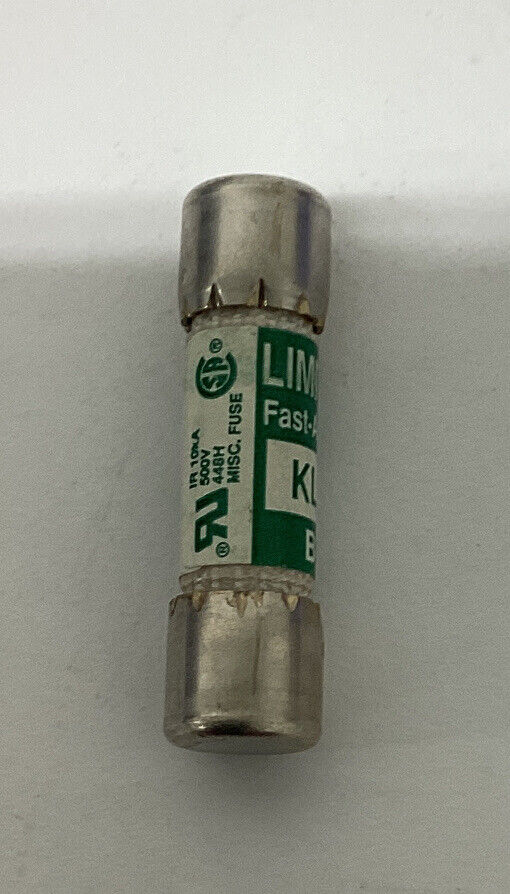 LIM
Fast-
KL
B
IR 10kA
500V
448H
MISC. FUSE